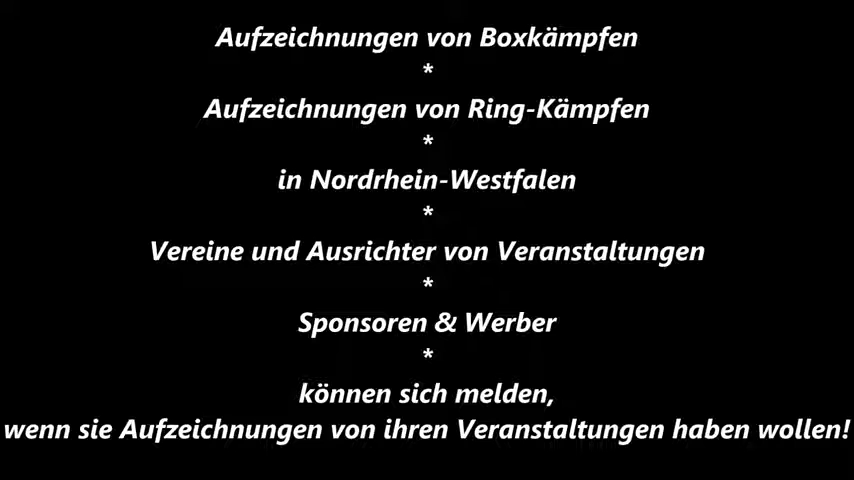 Aufzeichnungen von Boxkämpfen
*
Aufzeichnungen von Ring-Kämpfen
*
in Nordrhein-Westfalen
*
Vereine und Ausrichter von Veranstaltungen
*
Sponsoren & Werber
*
können sich melden,
wenn sie Aufzeichnungen von ihren Veranstaltungen haben wollen!